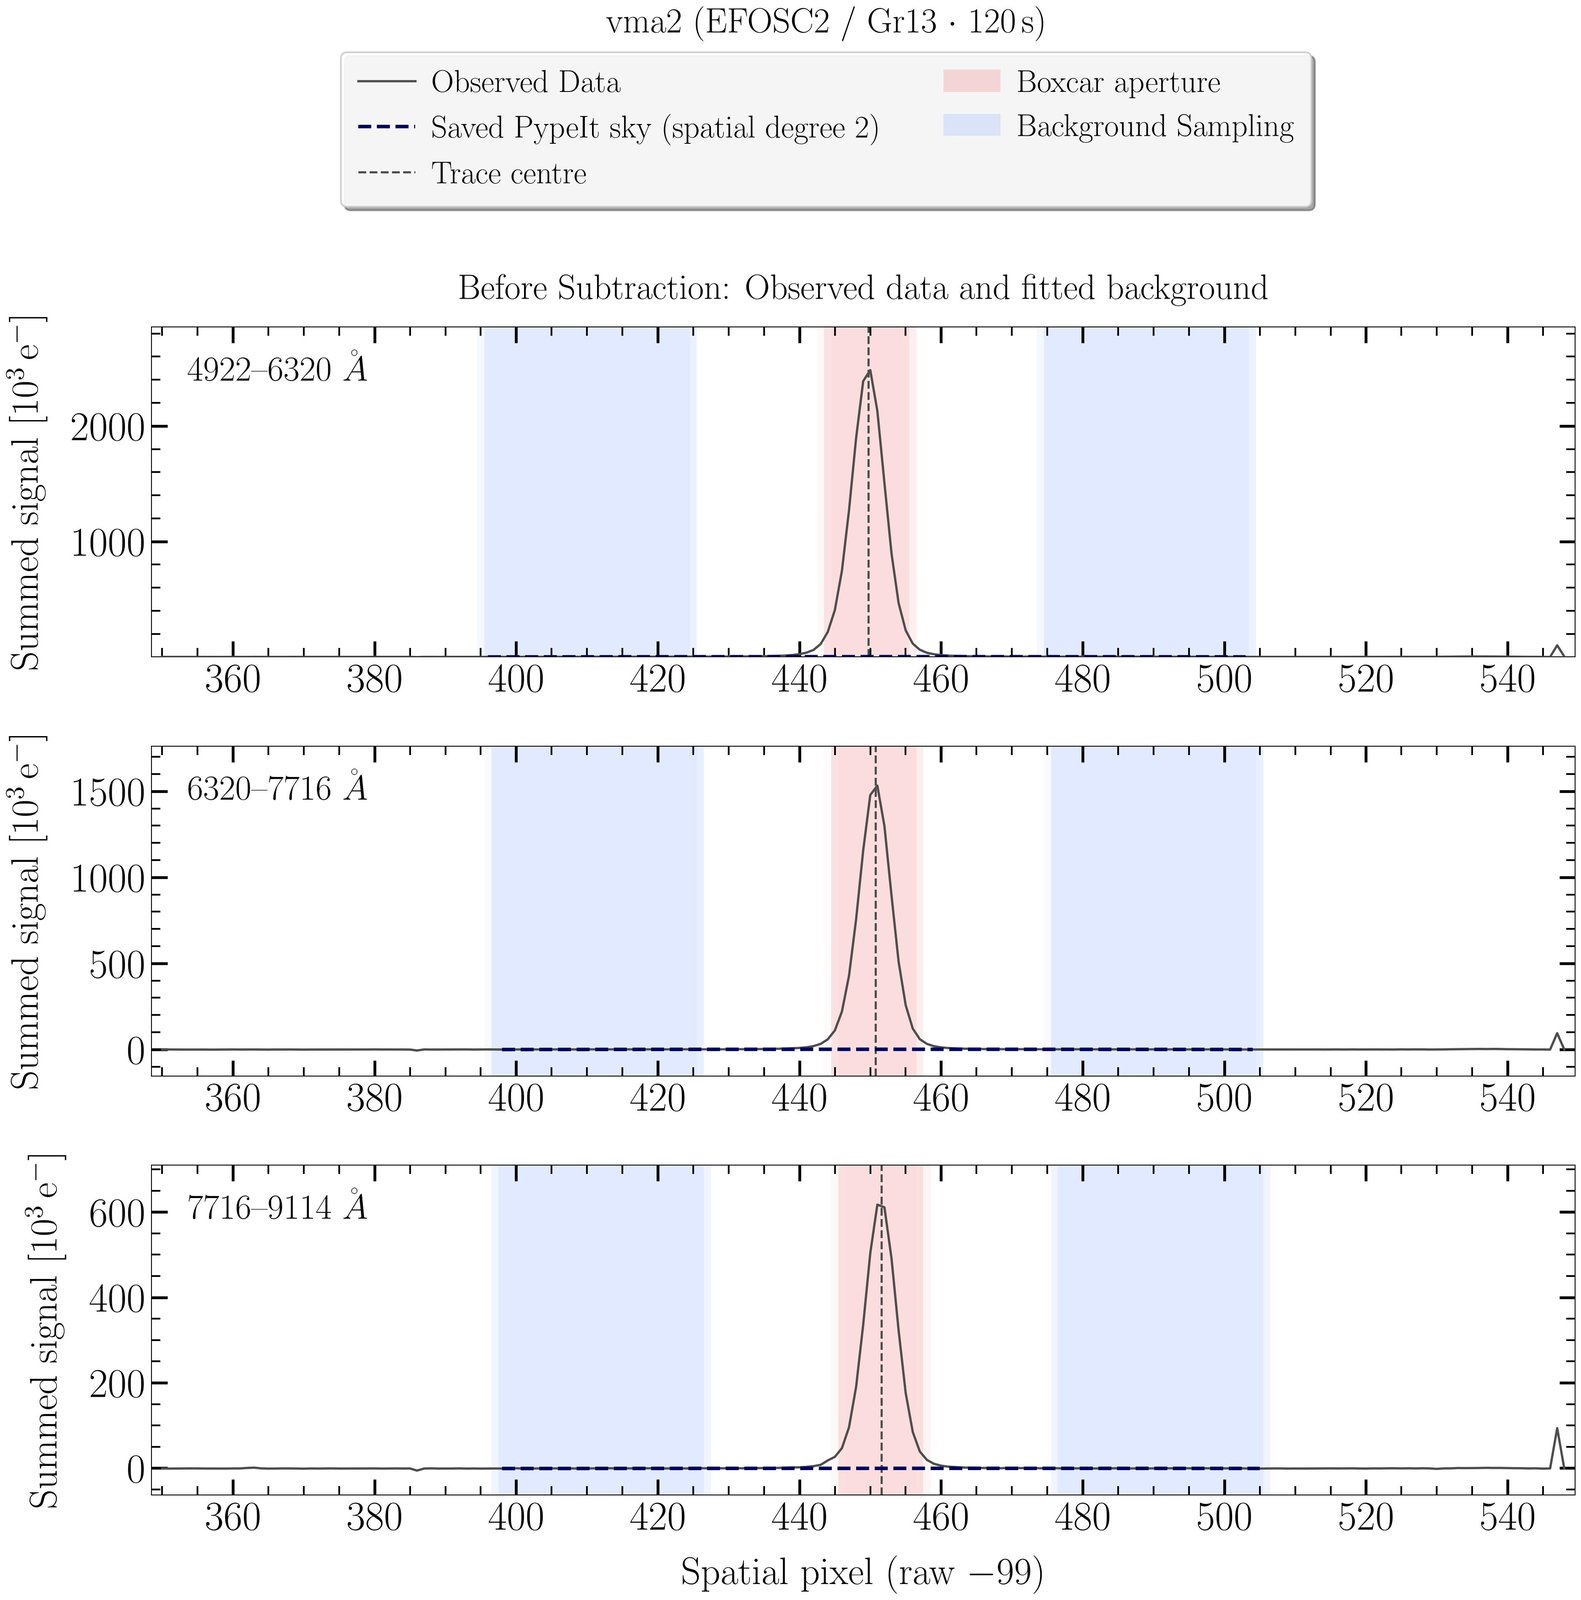 vma2 (EFOSC2 / Gr13 · 120 s)
Observed Data
Saved PypeIt sky (spatial degree 2)
Trace centre
Boxcar aperture
Background Sampling
Before Subtraction: Observed data and fitted background
Summed signal [10³ e⁻]
4922–6320 Å
2000
1000
360 380 400 420 440 460 480 500 520 540
Summed signal [10³ e⁻]
6320–7716 Å
1500
1000
500
0
360 380 400 420 440 460 480 500 520 540
Summed signal [10³ e⁻]
7716–9114 Å
600
400
200
0
360 380 400 420 440 460 480 500 520 540
Spatial pixel (raw −99)